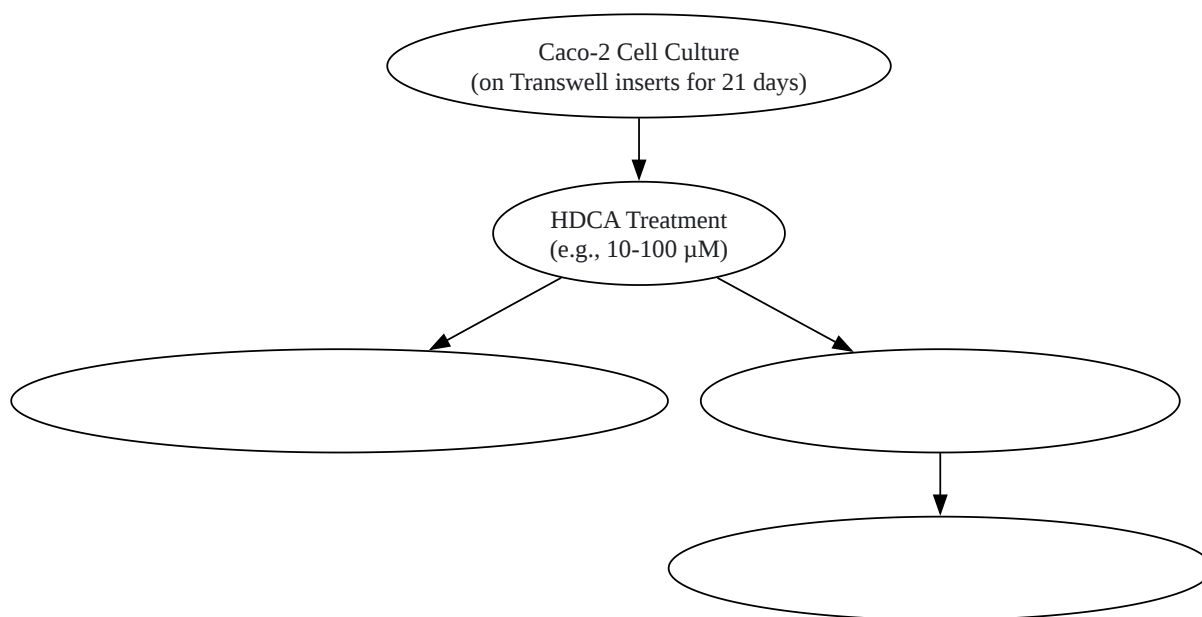 Caco-2 Cell Culture
(on Transwell inserts for 21 days)
HDCA Treatment
(e.g., 10-100 µM)